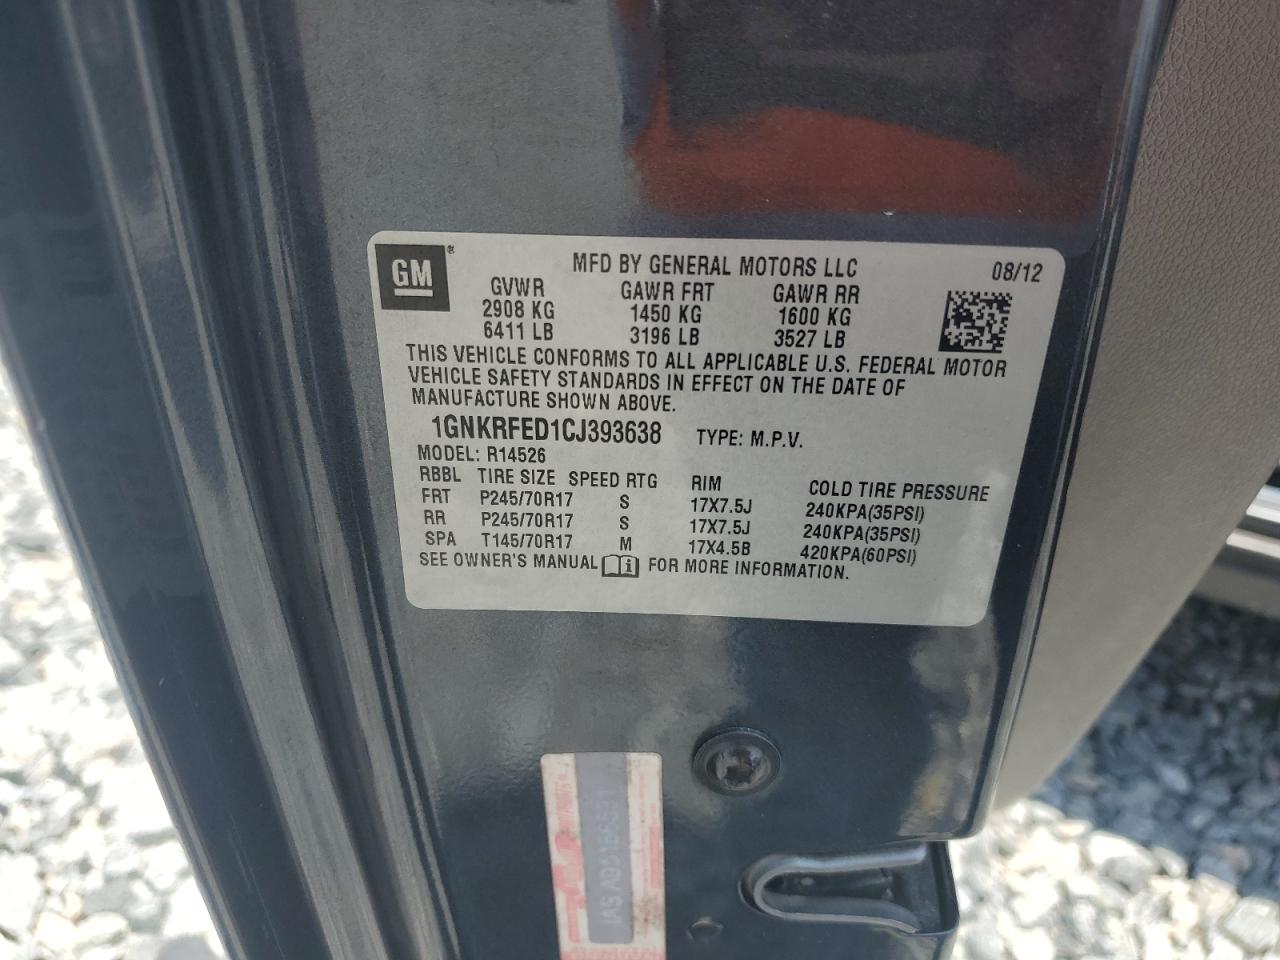 GM ®
MFD BY GENERAL MOTORS LLC 08/12
GVWR GAWR FRT GAWR RR
2908 KG 1450 KG 1600 KG
6411 LB 3196 LB 3527 LB
THIS VEHICLE CONFORMS TO ALL APPLICABLE U.S. FEDERAL MOTOR
VEHICLE SAFETY STANDARDS IN EFFECT ON THE DATE OF
MANUFACTURE SHOWN ABOVE.
1GNKRFED1CJ393638 TYPE: M.P.V.
MODEL: R14526
RBBL TIRE SIZE SPEED RTG RIM COLD TIRE PRESSURE
FRT P245/70R17 S 17X7.5J 240KPA(35PSI)
RR P245/70R17 S 17X7.5J 240KPA(35PSI)
SPA T145/70R17 M 17X4.5B 420KPA(60PSI)
SEE OWNER'S MANUAL FOR MORE INFORMATION.